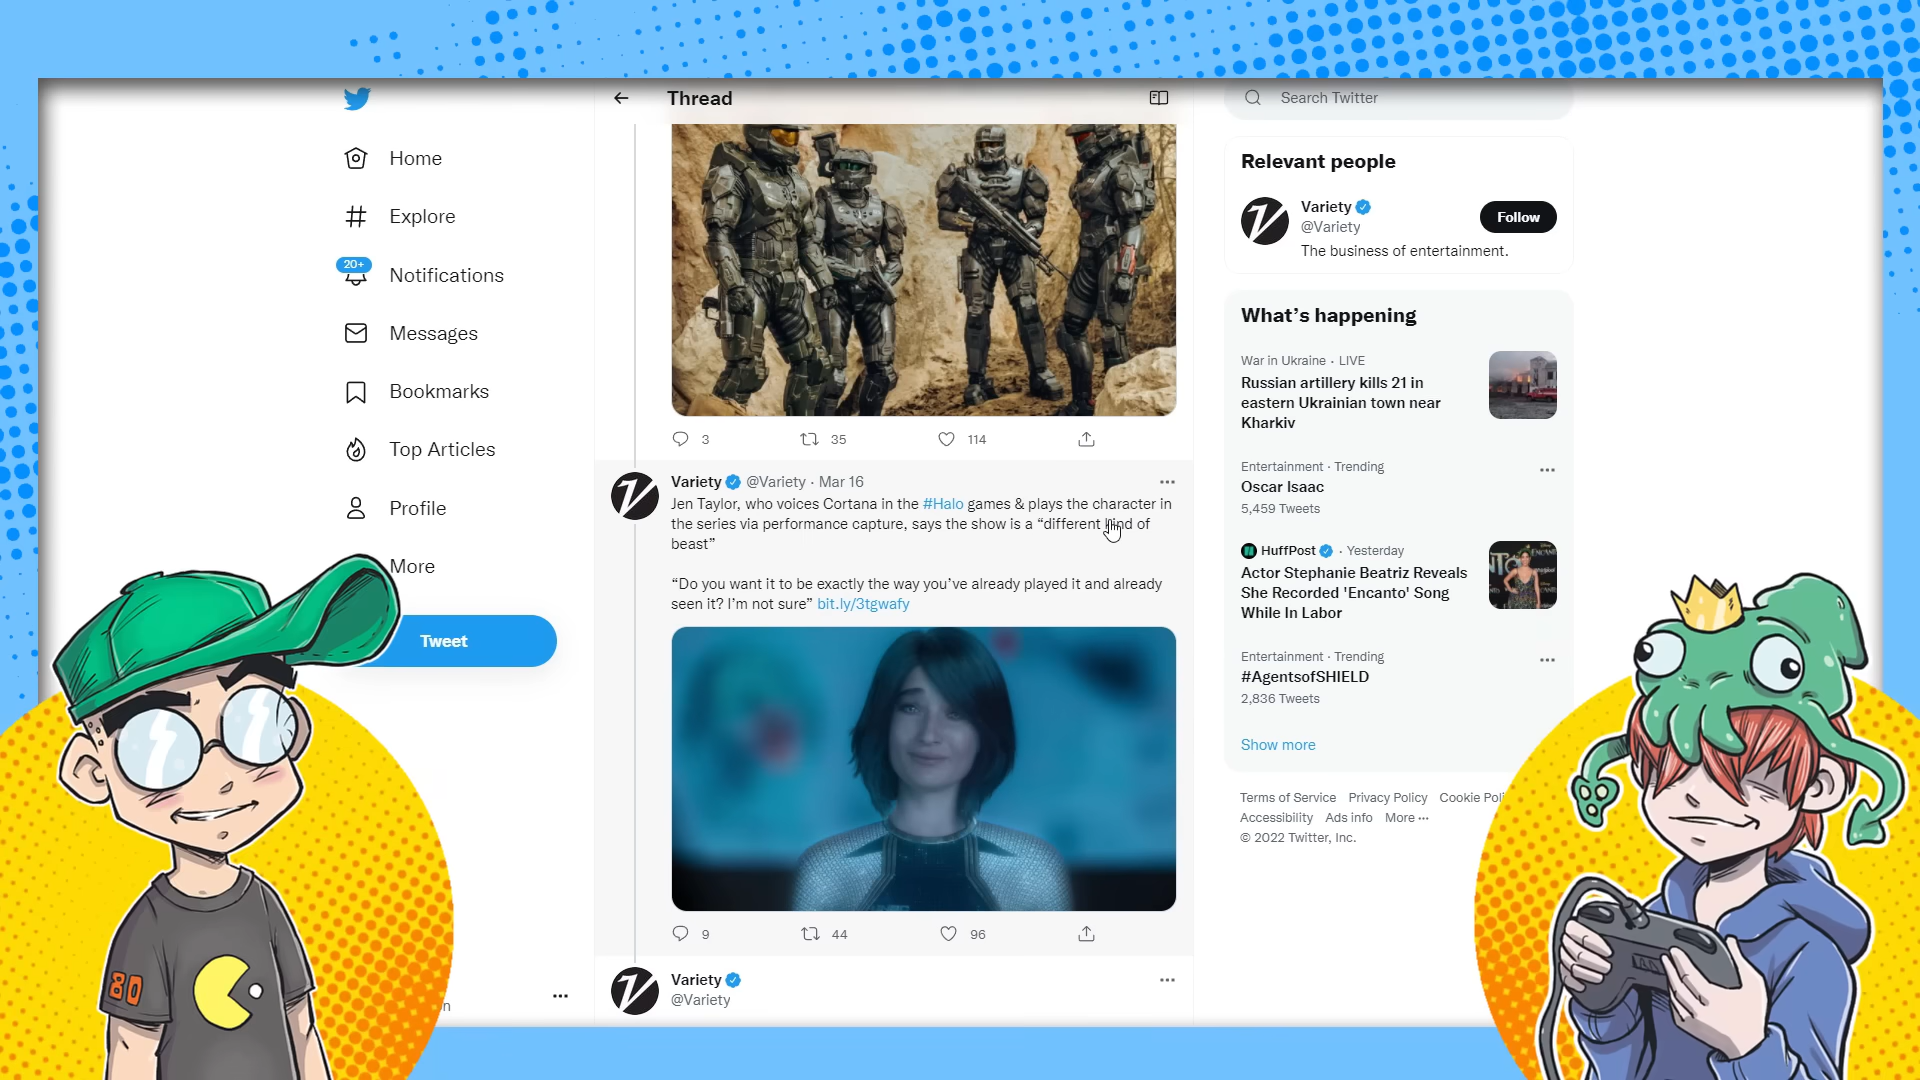 Home
Explore
20+
Notifications
Messages
Bookmarks
Top Articles
Profile
More
Tweet
Thread
3
35
114
Variety @Variety · Mar 16
Jen Taylor, who voices Cortana in the #Halo games & plays the character in
the series via performance capture, says the show is a “different kind of
beast”
“Do you want it to be exactly the way you’ve already played it and already
seen it? I’m not sure” bit.ly/3tgwafy
9
44
96
Variety
@Variety
Search Twitter
Relevant people
Variety
@Variety
Follow
The business of entertainment.
What’s happening
War in Ukraine · LIVE
Russian artillery kills 21 in
eastern Ukrainian town near
Kharkiv
Entertainment · Trending
Oscar Isaac
5,459 Tweets
HuffPost · Yesterday
Actor Stephanie Beatriz Reveals
She Recorded 'Encanto' Song
While In Labor
Entertainment · Trending
#AgentsofSHIELD
2,836 Tweets
Show more
Terms of Service Privacy Policy Cookie Poli
Accessibility Ads info More ···
© 2022 Twitter, Inc.
80